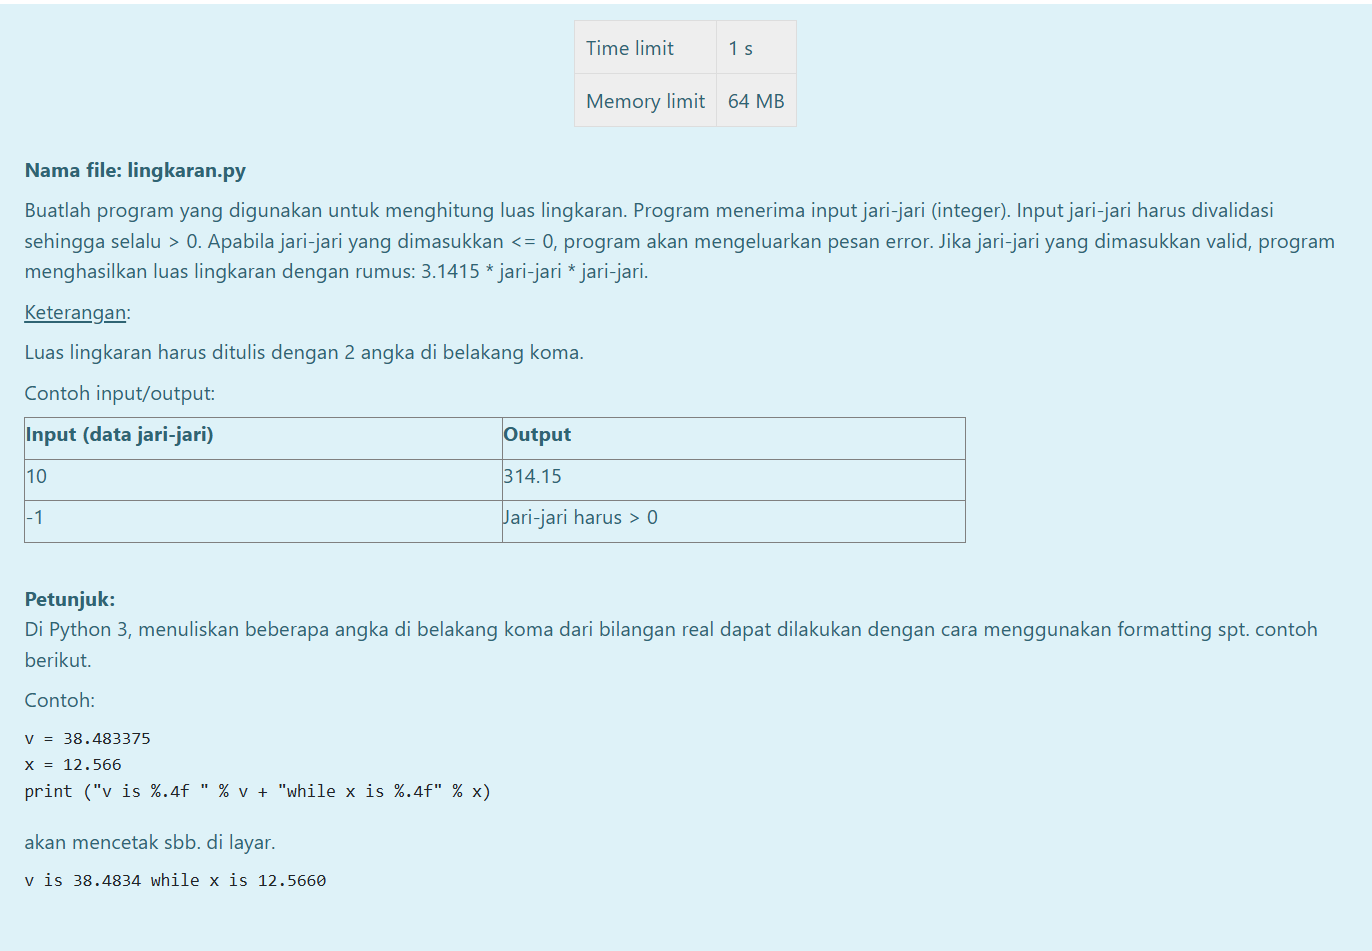 Time limit 1 s
Memory limit 64 MB
Nama file: lingkaran.py
Buatlah program yang digunakan untuk menghitung luas lingkaran. Program menerima input jari-jari (integer). Input jari-jari harus divalidasi
sehingga selalu > 0. Apabila jari-jari yang dimasukkan <= 0, program akan mengeluarkan pesan error. Jika jari-jari yang dimasukkan valid, program
menghasilkan luas lingkaran dengan rumus: 3.1415 * jari-jari * jari-jari.
Keterangan:
Luas lingkaran harus ditulis dengan 2 angka di belakang koma.
Contoh input/output:
Input (data jari-jari) Output
10 314.15
-1 Jari-jari harus > 0
Petunjuk:
Di Python 3, menuliskan beberapa angka di belakang koma dari bilangan real dapat dilakukan dengan cara menggunakan formatting spt. contoh
berikut.
Contoh:
v = 38.483375
x = 12.566
print ("v is %.4f " % v + "while x is %.4f" % x)
akan mencetak sbb. di layar.
v is 38.4834 while x is 12.5660